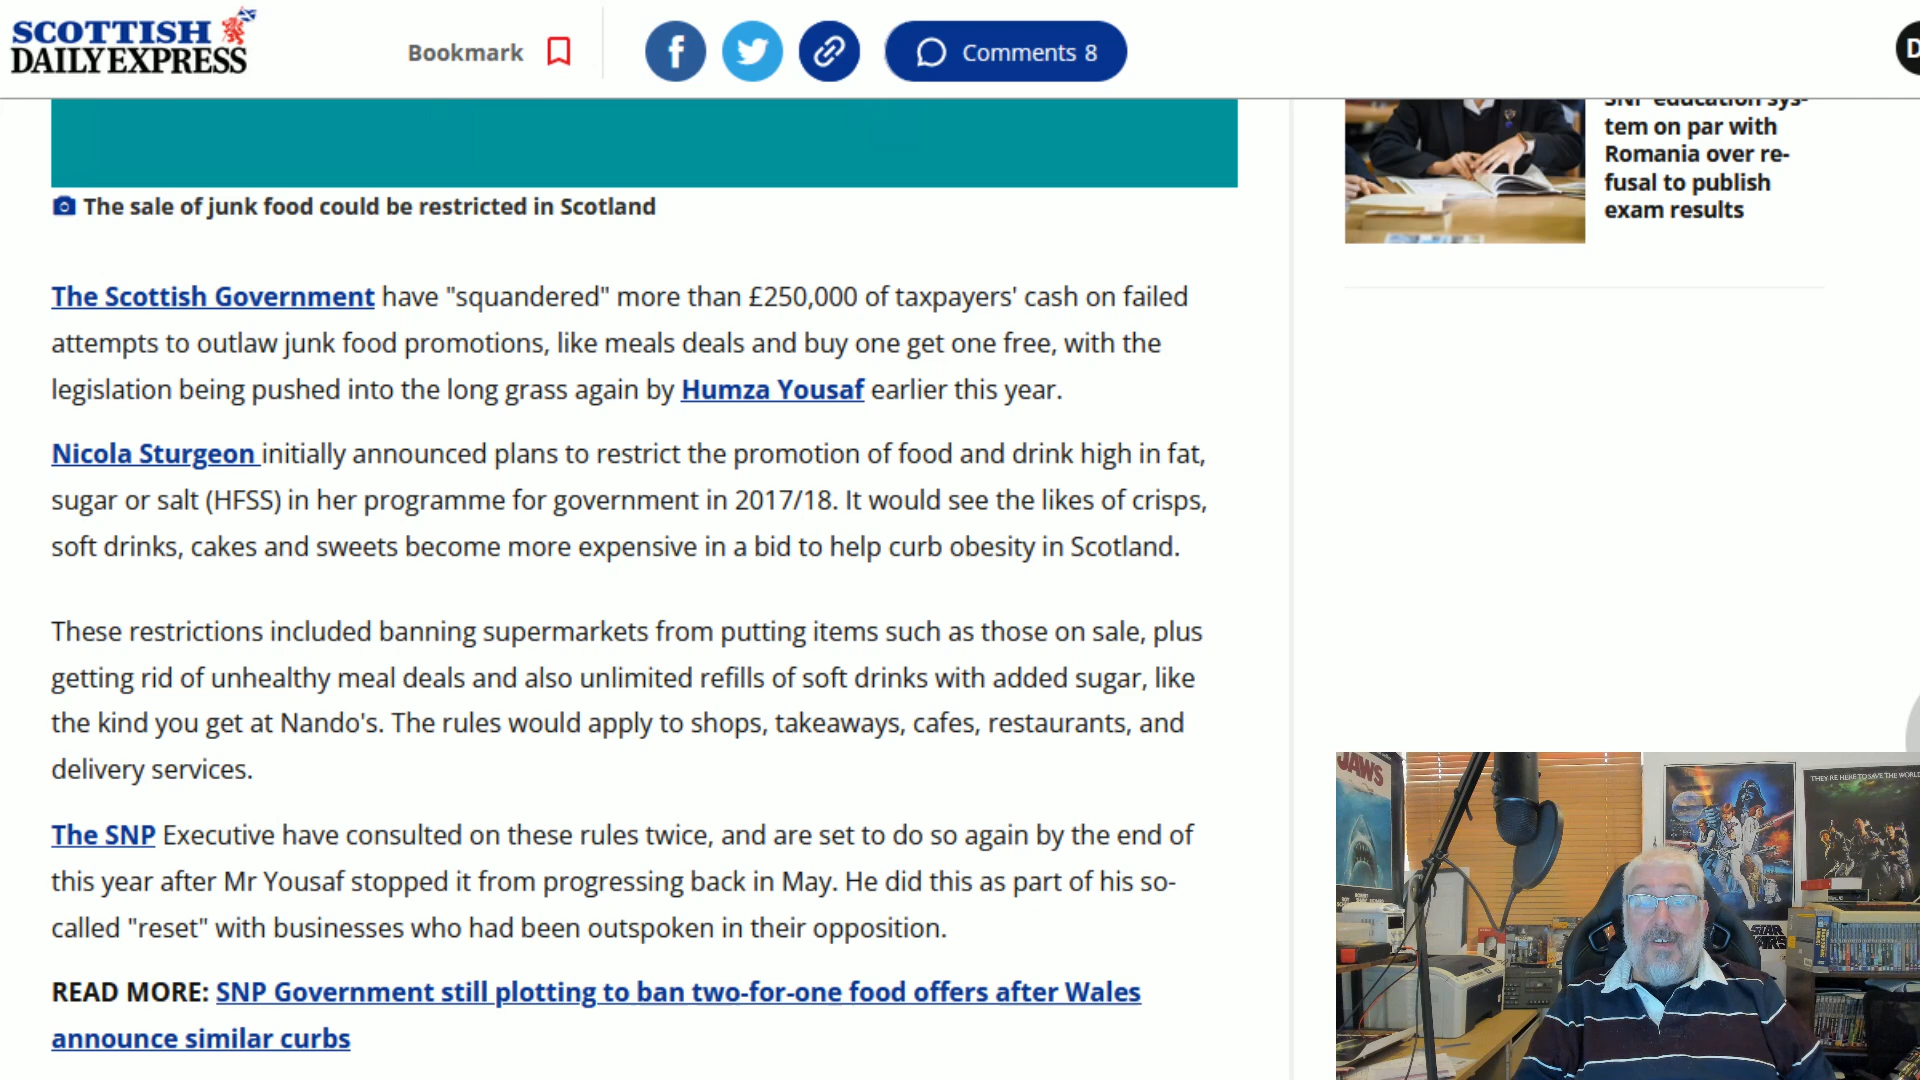 SCOTTISH
DAILY EXPRESS
Bookmark
Comments 8
D
The sale of junk food could be restricted in Scotland
SNP education sys-
tem on par with
Romania over re-
fusal to publish
exam results
The Scottish Government have "squandered" more than £250,000 of taxpayers' cash on failed
attempts to outlaw junk food promotions, like meals deals and buy one get one free, with the
legislation being pushed into the long grass again by Humza Yousaf earlier this year.
Nicola Sturgeon initially announced plans to restrict the promotion of food and drink high in fat,
sugar or salt (HFSS) in her programme for government in 2017/18. It would see the likes of crisps,
soft drinks, cakes and sweets become more expensive in a bid to help curb obesity in Scotland.
These restrictions included banning supermarkets from putting items such as those on sale, plus
getting rid of unhealthy meal deals and also unlimited refills of soft drinks with added sugar, like
the kind you get at Nando's. The rules would apply to shops, takeaways, cafes, restaurants, and
delivery services.
The SNP Executive have consulted on these rules twice, and are set to do so again by the end of
this year after Mr Yousaf stopped it from progressing back in May. He did this as part of his so-
called "reset" with businesses who had been outspoken in their opposition.
READ MORE: SNP Government still plotting to ban two-for-one food offers after Wales
announce similar curbs
JAWS
THEY'RE HERE TO SAVE THE WORLD
STAR
WARS